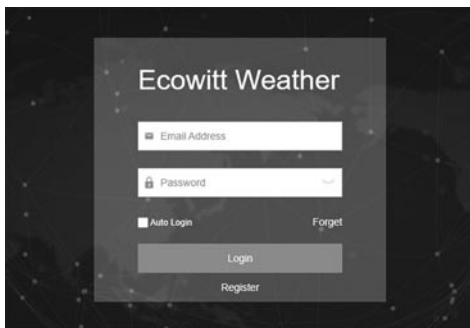 Ecowitt Weather
Email Address
Password
Auto Login Forget
Login
Register